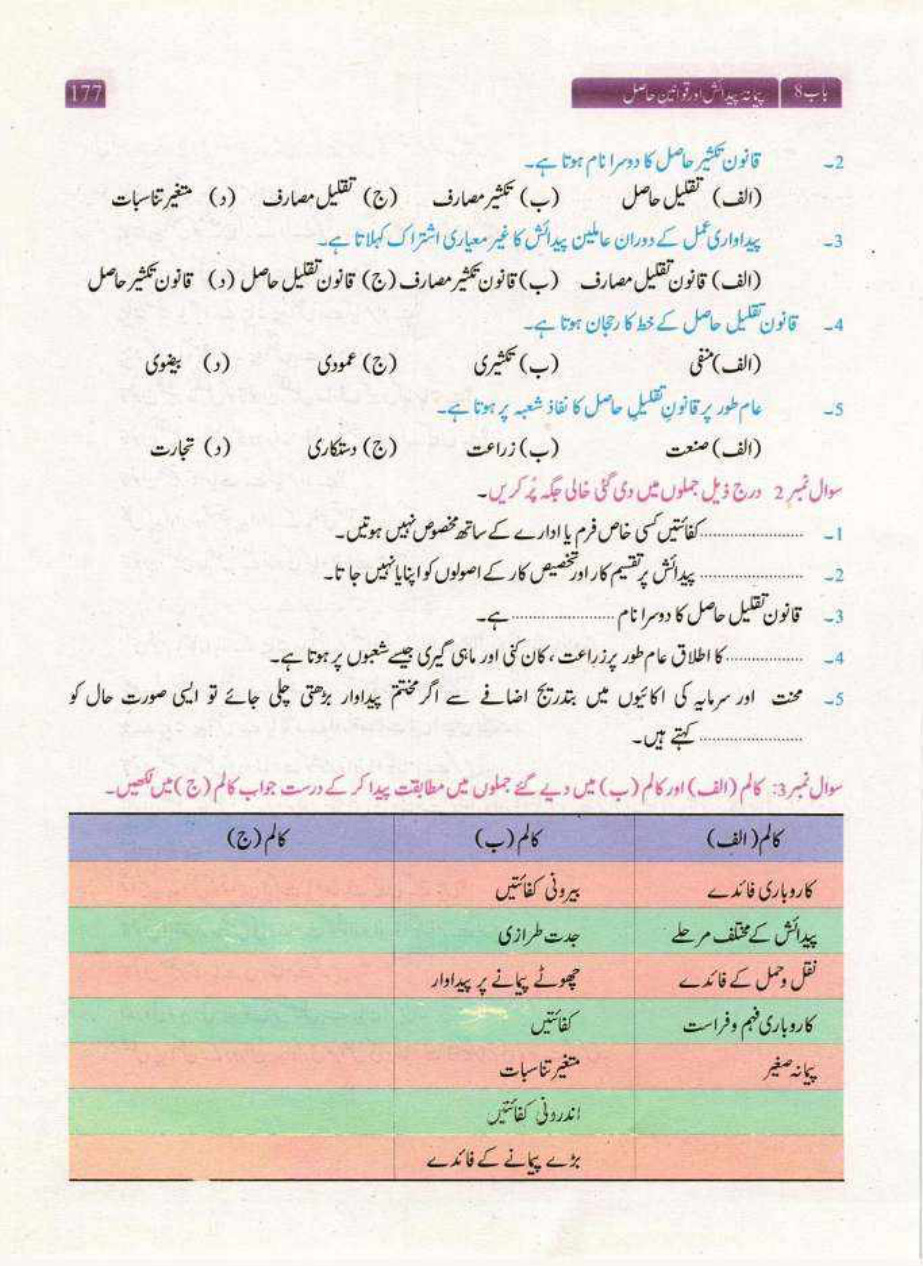 باب 8 پیمانہ پیدائش اور قوانین حاصل 177
2۔ قانون تکثیر حاصل کا دوسرا نام ہوتا ہے۔
(الف) تقلیل حاصل (ب) تکثیر مصارف (ج) تقلیل مصارف (د) متغیر تناسبات
3۔ پیداواری عمل کے دوران عاملین پیدائش کا غیر معیاری اشتراک کہلاتا ہے۔
(الف) قانون تقلیل مصارف (ب) قانون تکثیر مصارف (ج) قانون تقلیل حاصل (د) قانون تکثیر حاصل
4۔ قانون تقلیل حاصل کے خط کا رجحان ہوتا ہے۔
(الف) منفی (ب) تکثیری (ج) عمودی (د) بیضوی
5۔ عام طور پر قانونِ تقلیلِ حاصل کا نفاذ شعبہ پر ہوتا ہے۔
(الف) صنعت (ب) زراعت (ج) دستکاری (د) تجارت
سوال نمبر 2 درج ذیل جملوں میں دی گئی خالی جگہ پُر کریں۔
1۔ ...................... کفائتیں کسی خاص فرم یا ادارے کے ساتھ مخصوص نہیں ہوتیں۔
2۔ ...................... پیدائش پر تقسیم کار اور تخصیص کار کے اصولوں کو اپنایا نہیں جاتا۔
3۔ قانون تقلیل حاصل کا دوسرا نام ...................... ہے۔
4۔ ................. کا اطلاق عام طور پر زراعت، کان کنی اور ماہی گیری جیسے شعبوں پر ہوتا ہے۔
5۔ محنت اور سرمایہ کی اکائیوں میں بتدریج اضافے سے اگر مختتم پیداوار بڑھتی چلی جائے تو ایسی صورت حال کو
...................... کہتے ہیں۔
سوال نمبر 3: کالم (الف) اور کالم (ب) میں دیے گئے جملوں میں مطابقت پیدا کر کے درست جواب کالم (ج) میں لکھیں۔
کالم (الف) کالم (ب) کالم (ج)
کاروباری فائدے بیرونی کفائتیں
پیدائش کے مختلف مرحلے جدت طرازی
نقل وحمل کے فائدے چھوٹے پیمانے پر پیداوار
کاروباری فہم وفراست کفائتیں
پیمانہ صغیر متغیر تناسبات
اندرونی کفائتیں
بڑے پیمانے کے فائدے